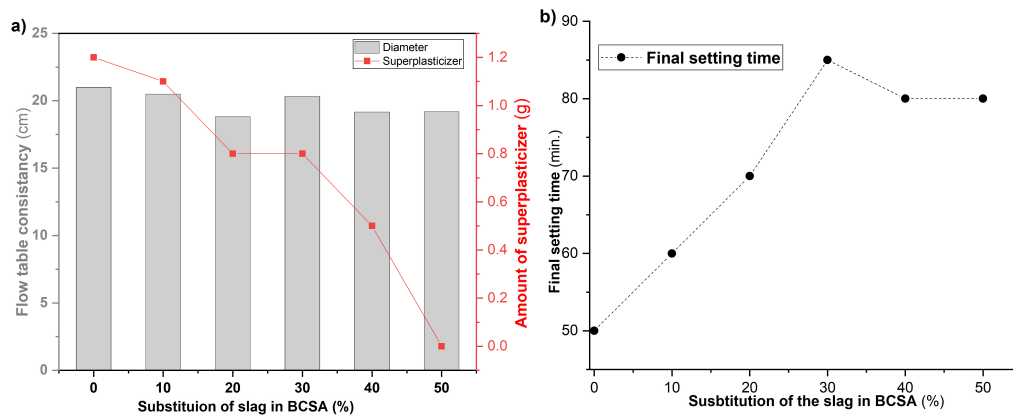 a)
25
20
15
10
5
0
Flow table consistancy (cm)
Diameter
Superplasticizer
1.2
1.0
0.8
0.6
0.4
0.2
0.0
Amount of superplasticizer (g)
0 10 20 30 40 50
Substituion of slag in BCSA (%)
b)
90
80
70
60
50
Final setting time (min.)
Final setting time
0 10 20 30 40 50
Susbtitution of the slag in BCSA (%)